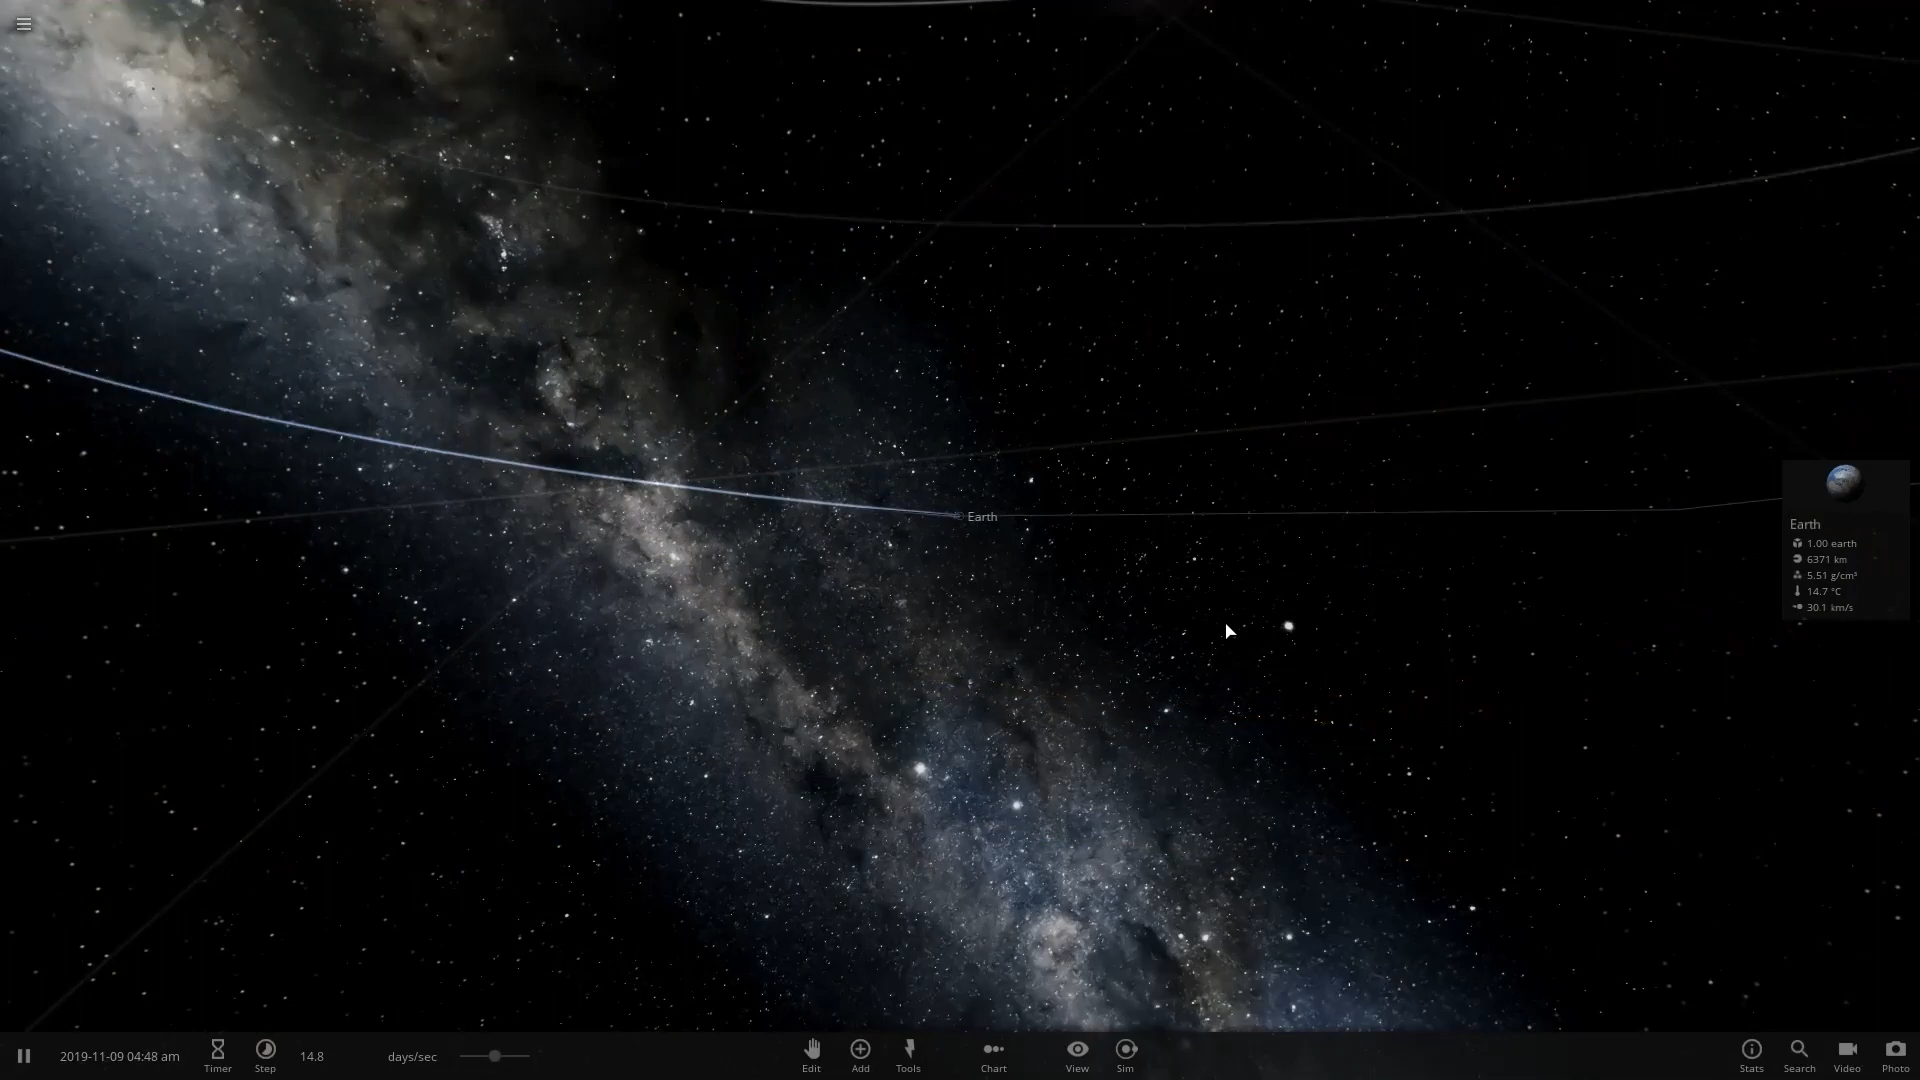 Earth
Earth
1.00 earth
6371 km
5.51 g/cm³
14.7 °C
30.1 km/s
2019-11-09 04:48 am
Timer
Step
14.8
days/sec
Edit
Add
Tools
Chart
View
Sim
Stats
Search
Video
Photo